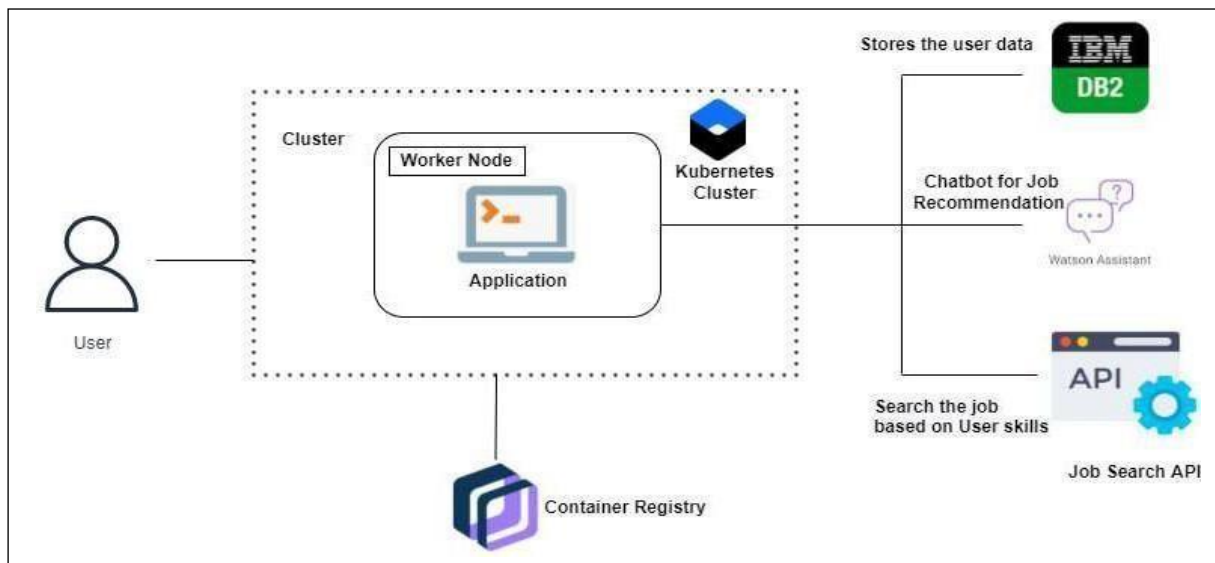 Stores the user data
IBM
DB2
Cluster
Worker Node
Kubernetes
Cluster
Application
Chatbot for Job
Recommendation
?
Watson Assistant
User
API
Search the job
based on User skills
Job Search API
Container Registry